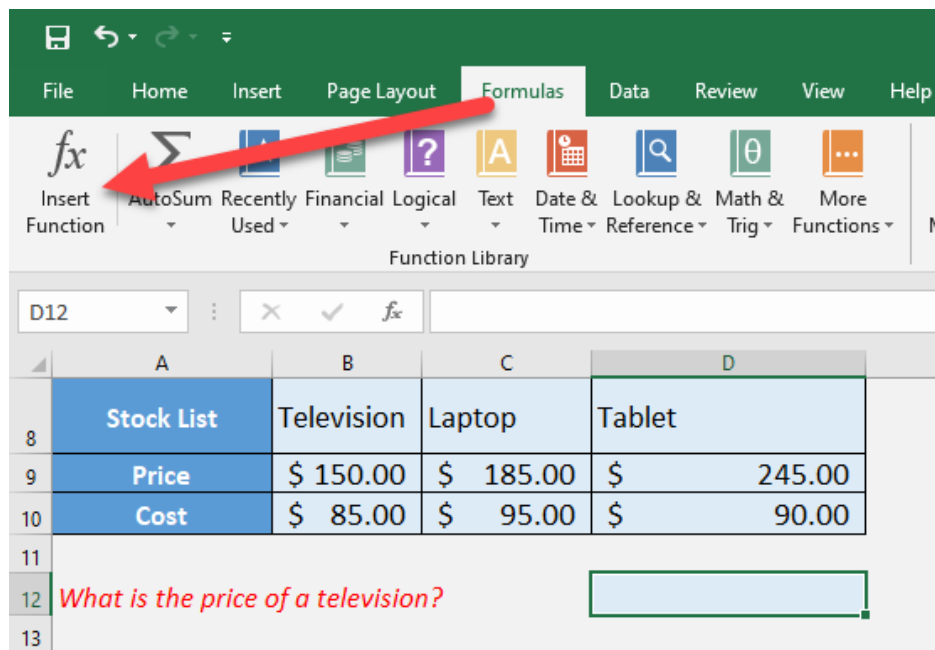 File Home Insert Page Layout Formulas Data Review View Help
fx Σ ? A θ ...
Insert AutoSum Recently Financial Logical Text Date & Lookup & Math & More
Function Used Time Reference Trig Functions
Function Library
D12 fx
A B C D
8 Stock List Television Laptop Tablet
9 Price $ 150.00 $ 185.00 $ 245.00
10 Cost $ 85.00 $ 95.00 $ 90.00
11
12 What is the price of a television?
13